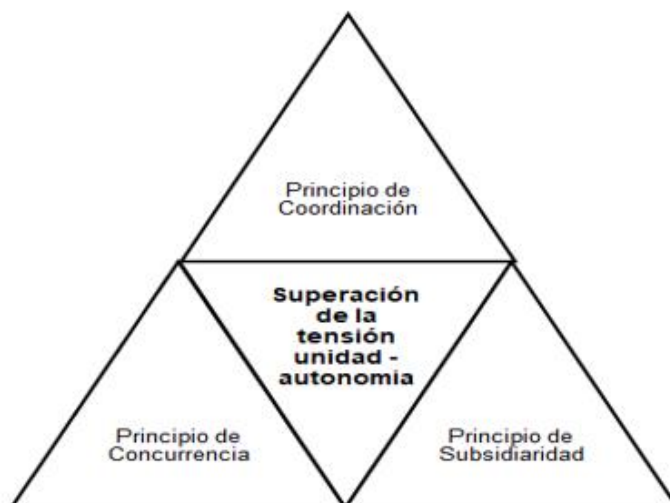 Principio de
Coordinación
Superación
de la
tensión
unidad -
autonomia
Principio de
Concurrencia
Principio de
Subsidiaridad